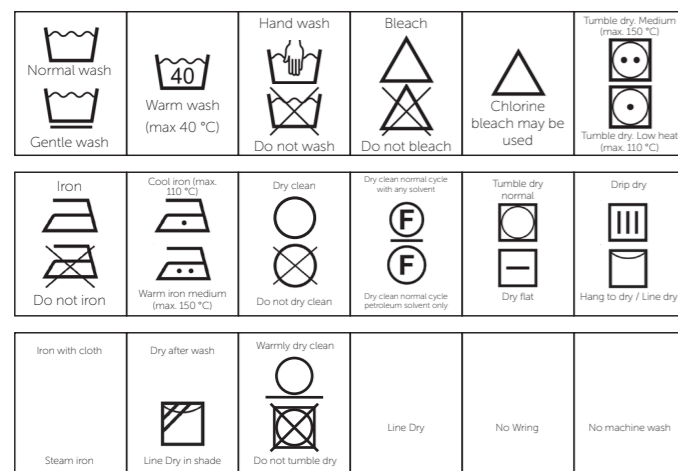 Normal wash
Gentle wash
40
Warm wash
(max 40 °C)
Hand wash
Do not wash
Bleach
Do not bleach
Chlorine
bleach may be
used
Tumble dry. Medium
(max. 150 °C)
Tumble dry. Low heat
(max. 110 °C)
Iron
Do not iron
Cool iron (max.
110 °C)
Warm iron medium
(max. 150 °C)
Dry clean
Do not dry clean
Dry clean normal cycle
with any solvent
F
F
Dry clean normal cycle
petroleum solvent only
Tumble dry
normal
Dry flat
Drip dry
Hang to dry / Line dry
Iron with cloth
Steam iron
Dry after wash
Line Dry in shade
Warmly dry clean
Do not tumble dry
Line Dry
No Wring
No machine wash